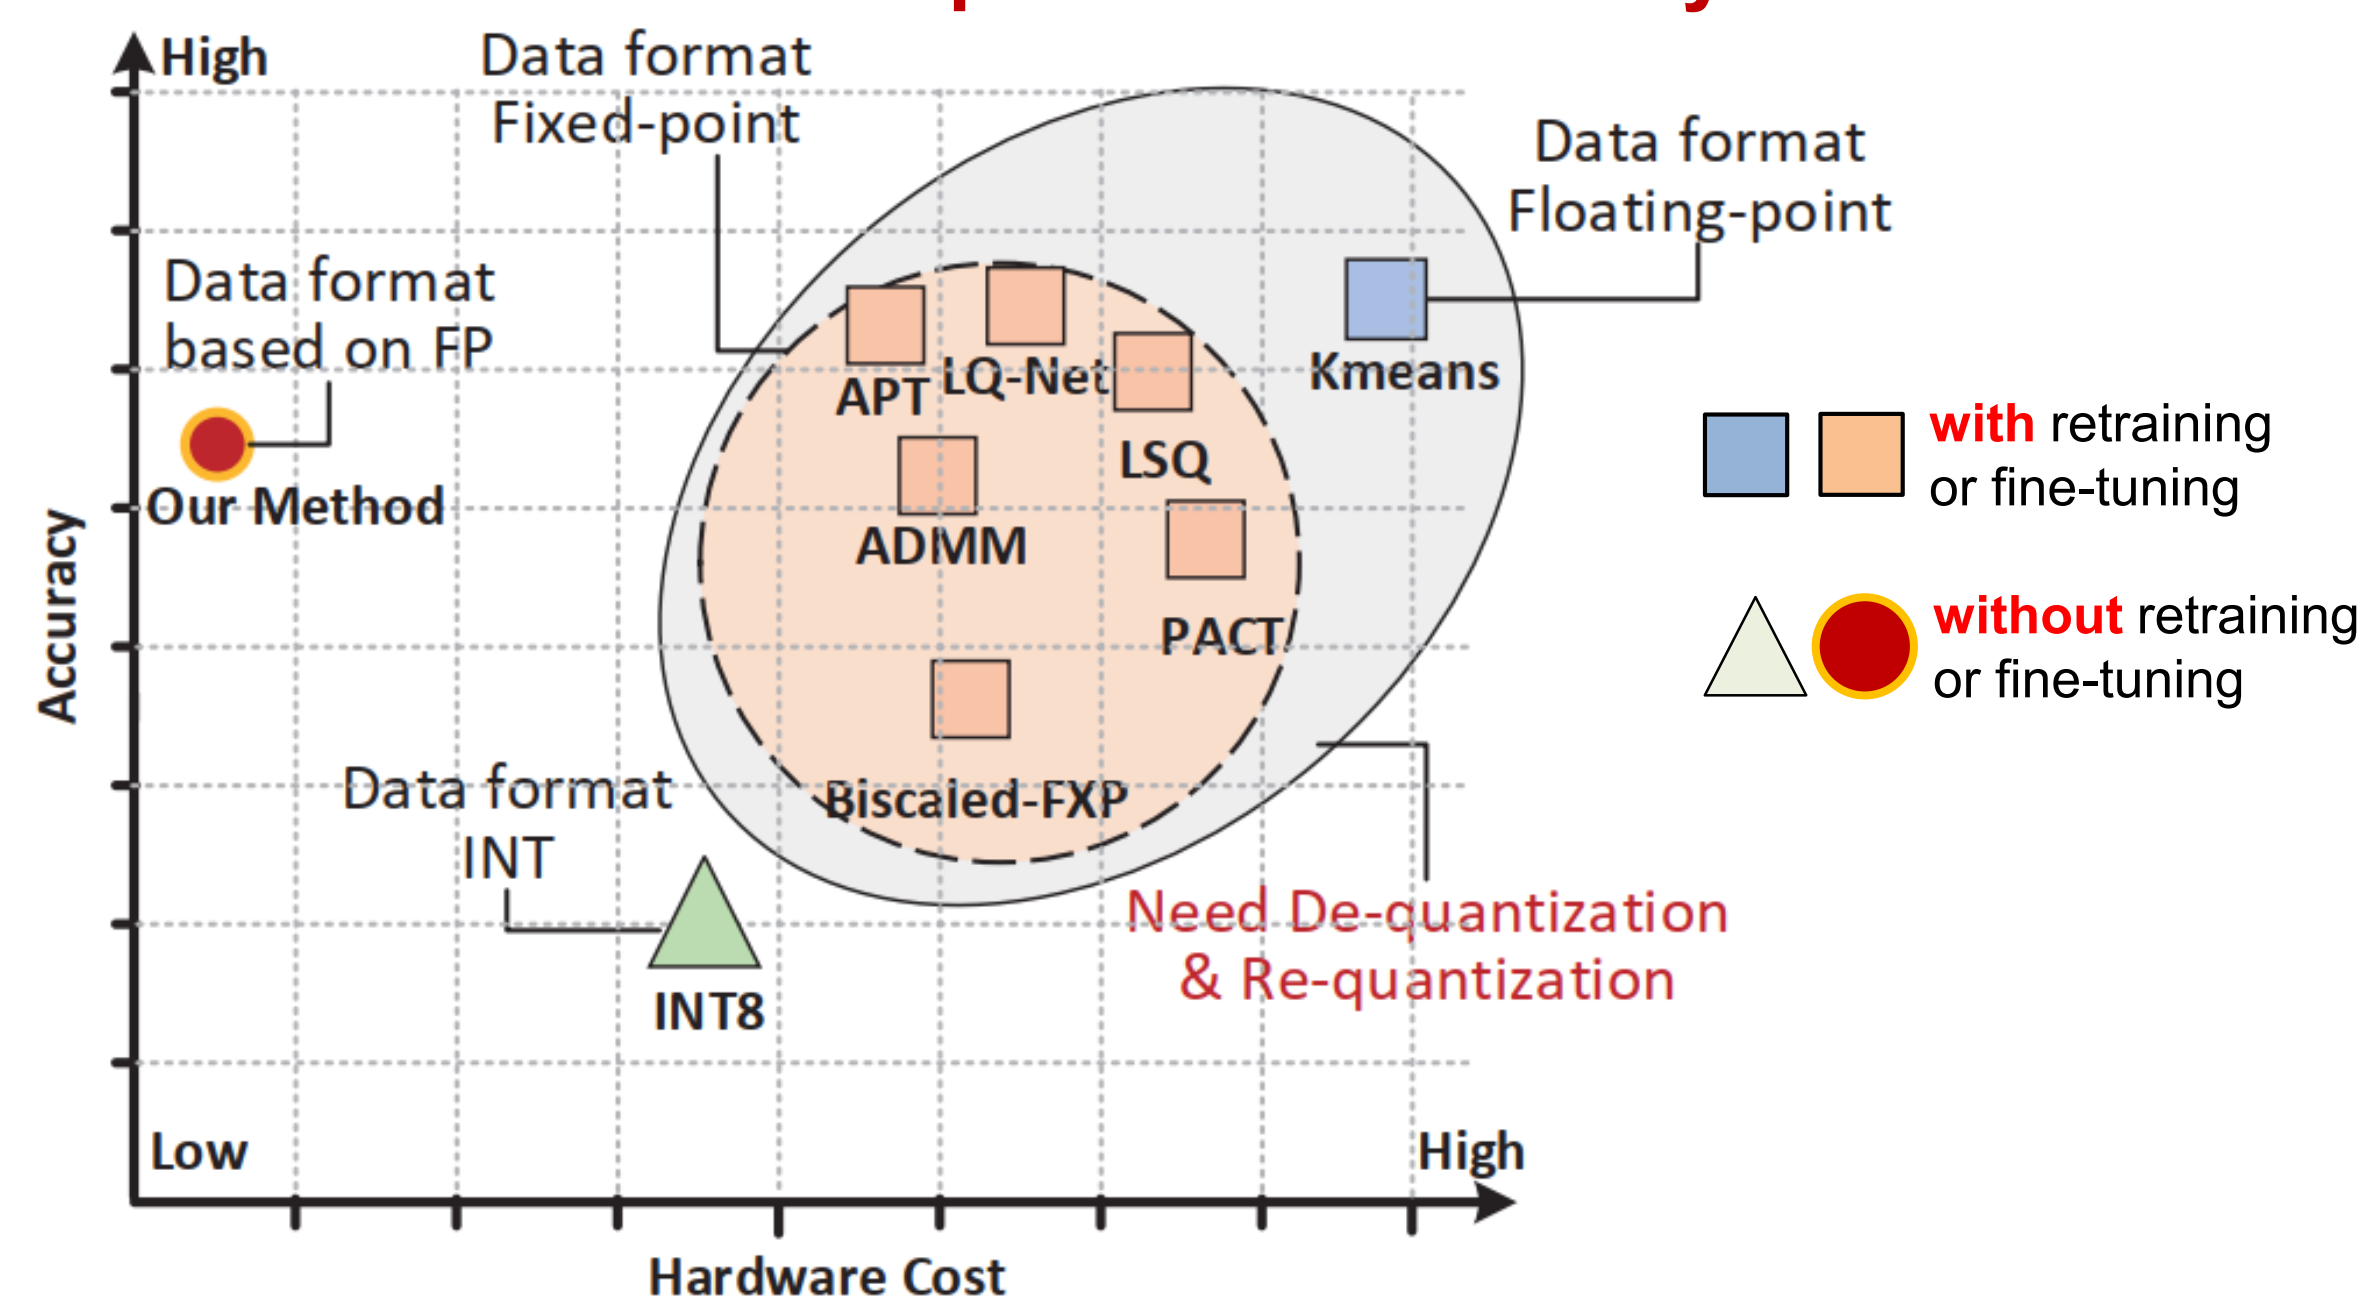 High
Data format
Fixed-point
Data format
Floating-point
Data format
based on FP
Our Method
APT
LQ-Net
LSQ
Kmeans
ADMM
PACT
Biscaled-FXP
Data format
INT
INT8
Need De-quantization
& Re-quantization
Accuracy
Low
High
Hardware Cost
with retraining
or fine-tuning
without retraining
or fine-tuning